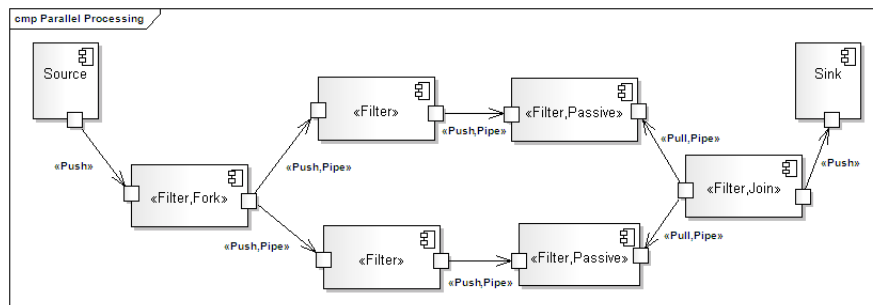 cmp Parallel Processing
Source
Sink
«Filter»
«Filter,Passive»
«Push,Pipe»
«Pull,Pipe»
«Push»
«Push»
«Push,Pipe»
«Filter,Fork»
«Filter,Join»
«Push,Pipe»
«Pull,Pipe»
«Filter»
«Filter,Passive»
«Push,Pipe»